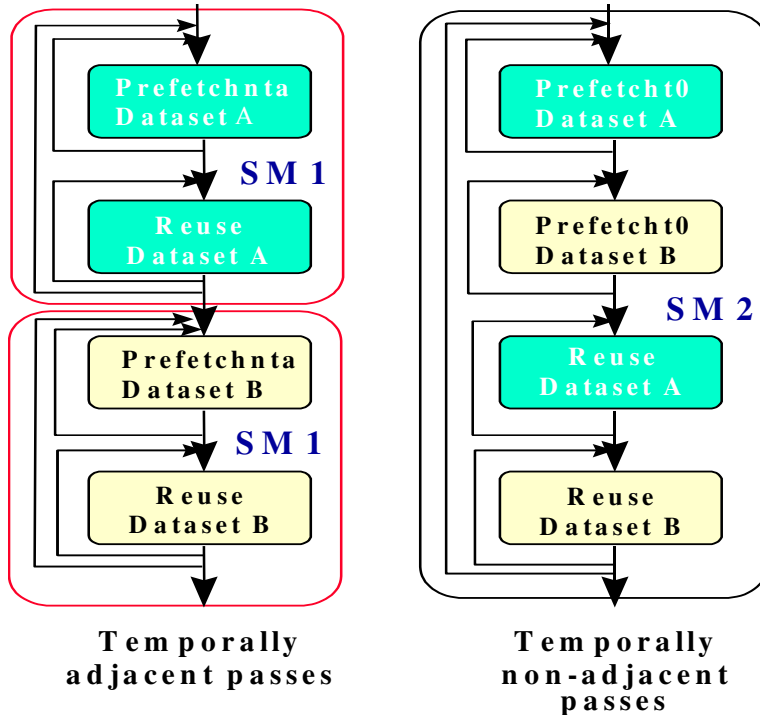 Prefetchnta
Dataset A
SM 1
Reuse
Dataset A
Prefetchnta
Dataset B
SM 1
Reuse
Dataset B
Temporally
adjacent passes
Prefetcht0
Dataset A
Prefetcht0
Dataset B
SM 2
Reuse
Dataset A
Reuse
Dataset B
Temporally
non-adjacent
passes